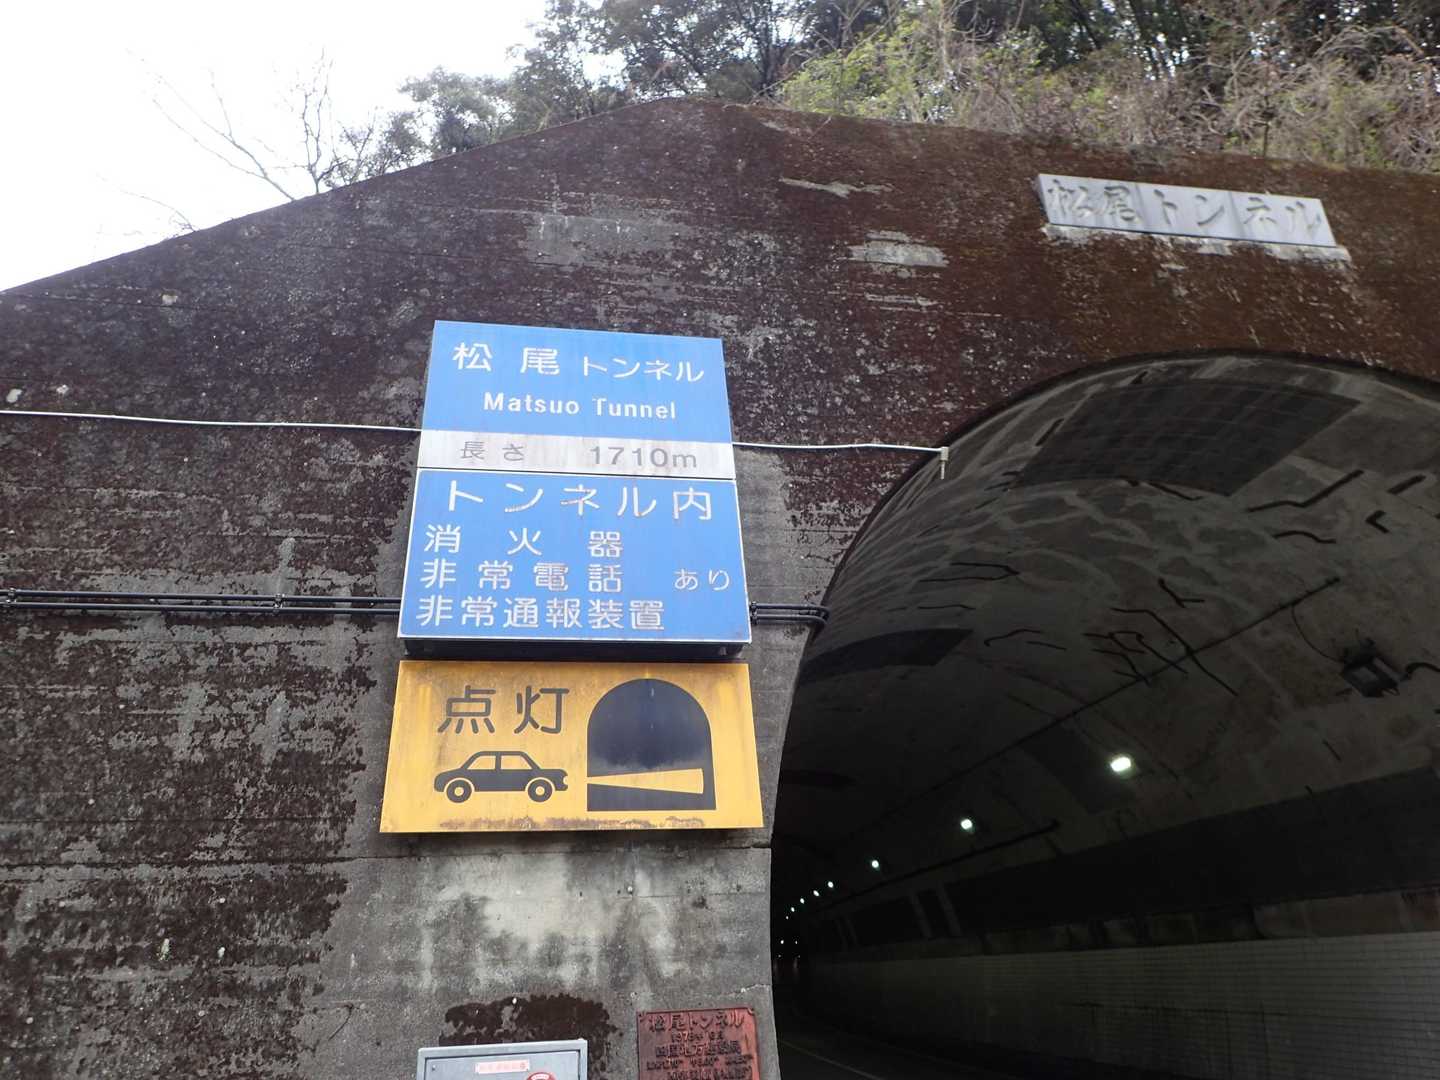 松尾トンネル
松尾トンネル
Matsuo Tunnel
長さ 1710m
トンネル内
消火器
非常電話 あり
非常通報装置
点灯
松尾トンネル